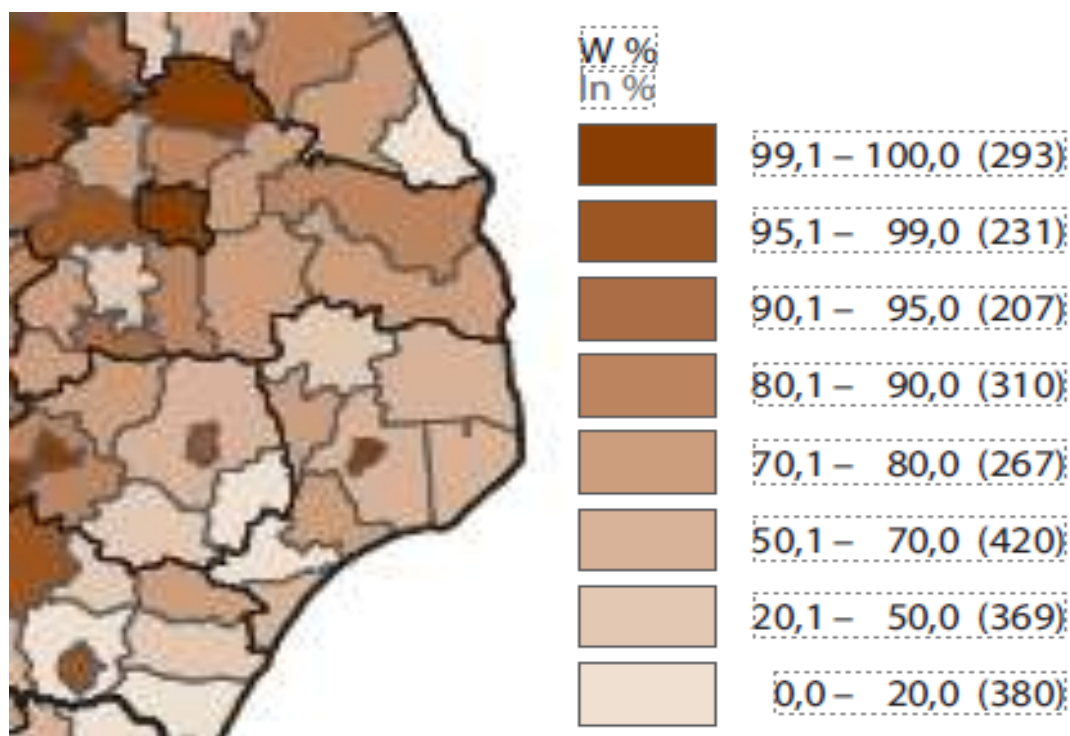 W %
In %
99,1 – 100,0 (293)
95,1 – 99,0 (231)
90,1 – 95,0 (207)
80,1 – 90,0 (310)
70,1 – 80,0 (267)
50,1 – 70,0 (420)
20,1 – 50,0 (369)
0,0 – 20,0 (380)